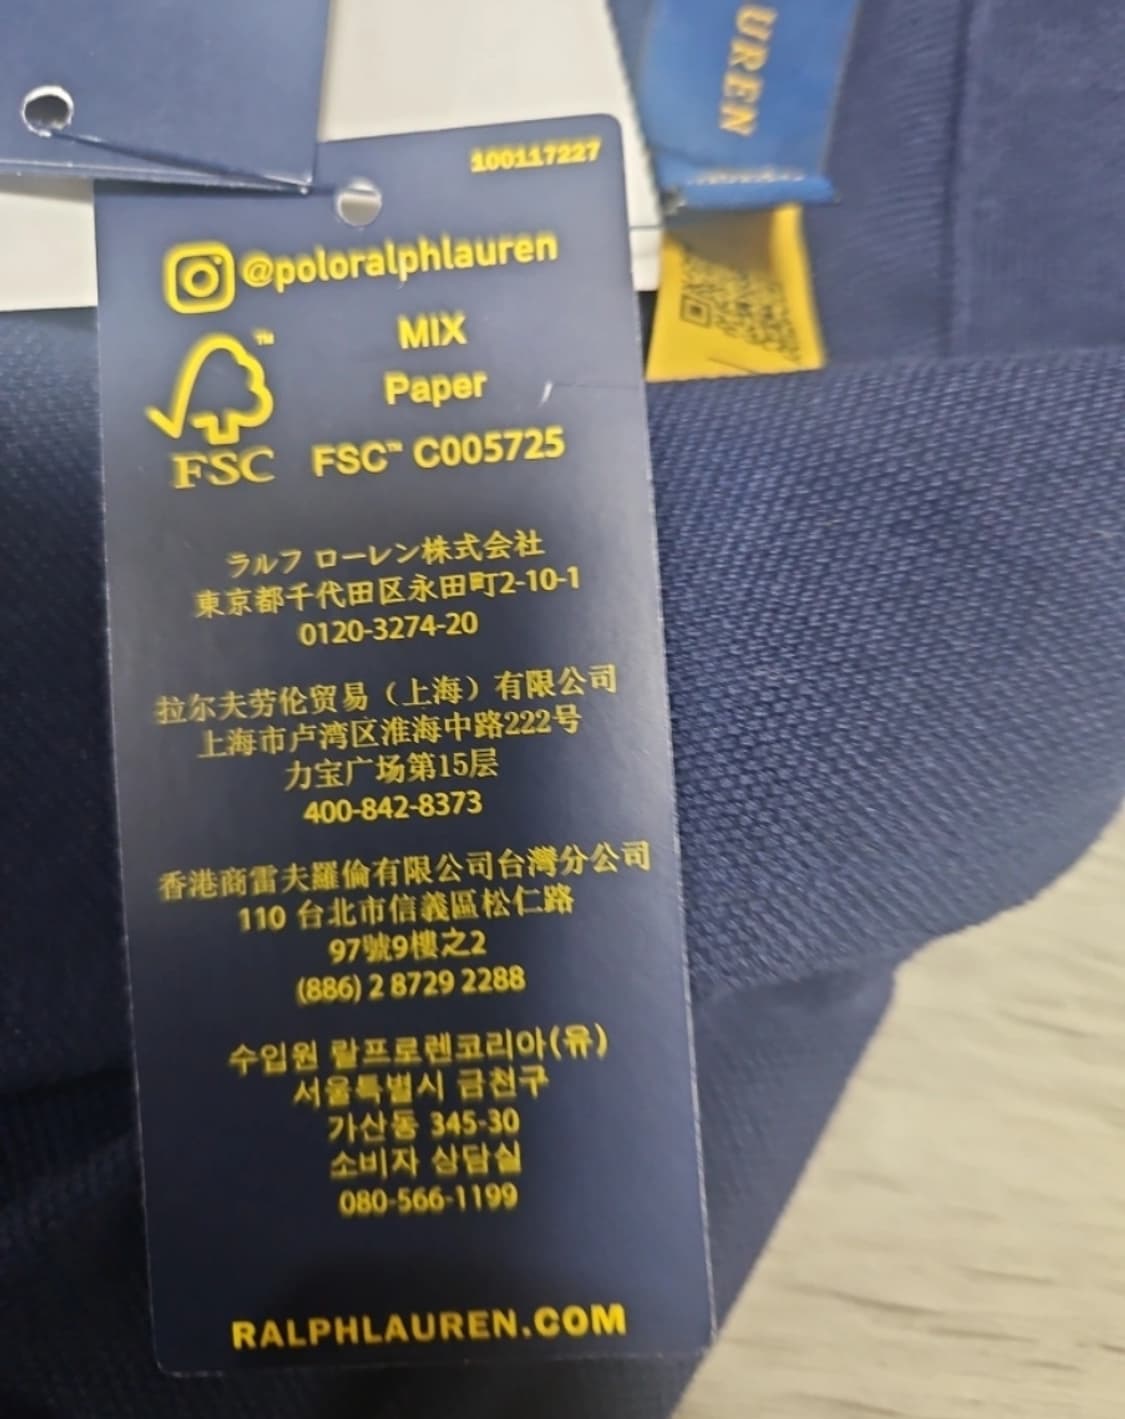 UREN
100117227
@poloralphlauren
MIX
Paper
™
FSC
FSC™ C005725
ラルフ ローレン株式会社
東京都千代田区永田町2-10-1
0120-3274-20
拉尔夫劳伦贸易（上海）有限公司
上海市卢湾区淮海中路222号
力宝广场第15层
400-842-8373
香港商雷夫羅倫有限公司台灣分公司
110 台北市信義區松仁路
97號9樓之2
(886) 2 8729 2288
수입원 랄프로렌코리아(유)
서울특별시 금천구
가산동 345-30
소비자 상담실
080-566-1199
RALPHLAUREN.COM